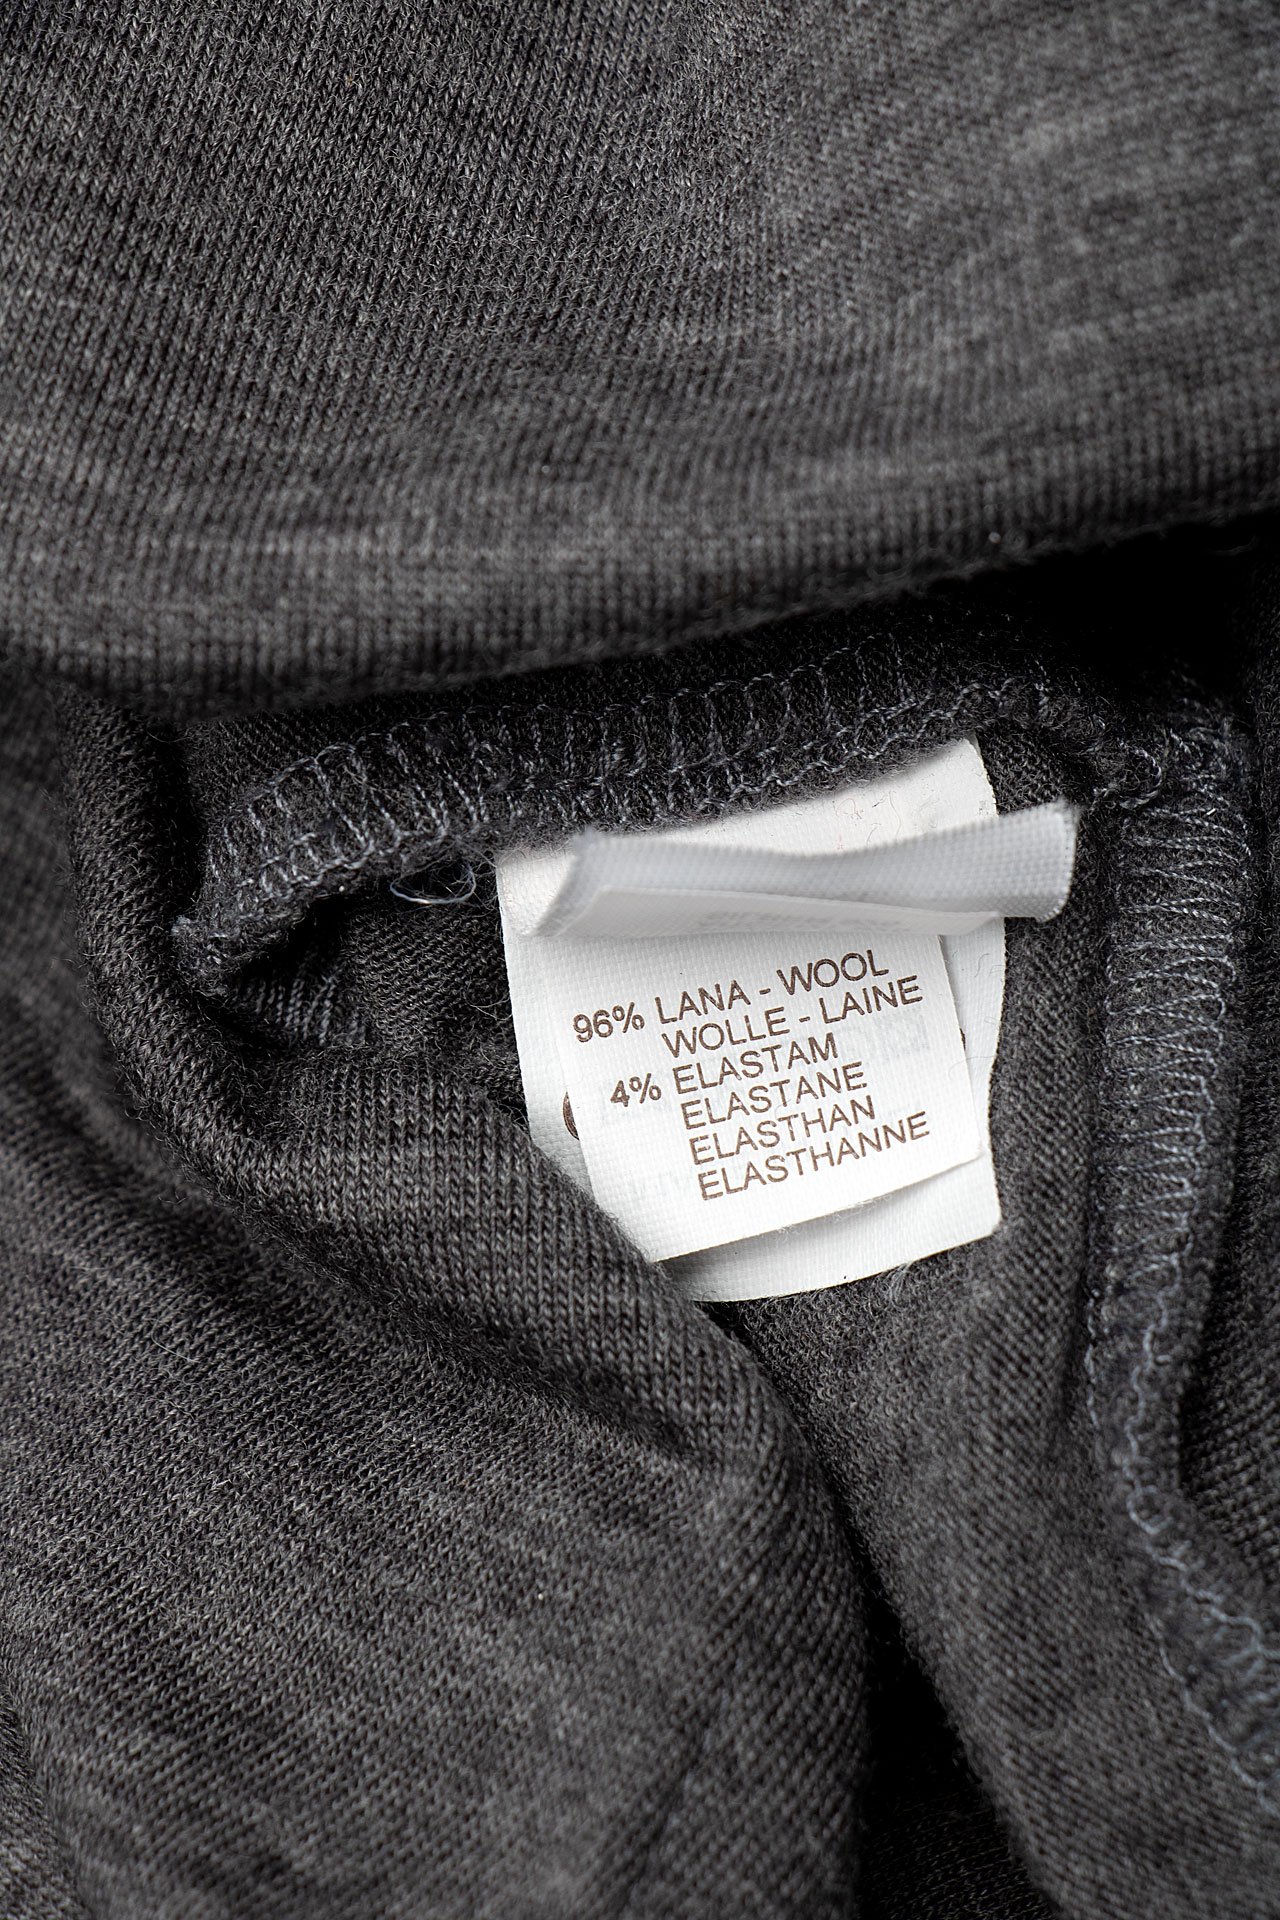 96% LANA - WOOL
WOLLE - LAINE
4% ELASTAM
ELASTANE
ELASTHAN
ELASTHANNE